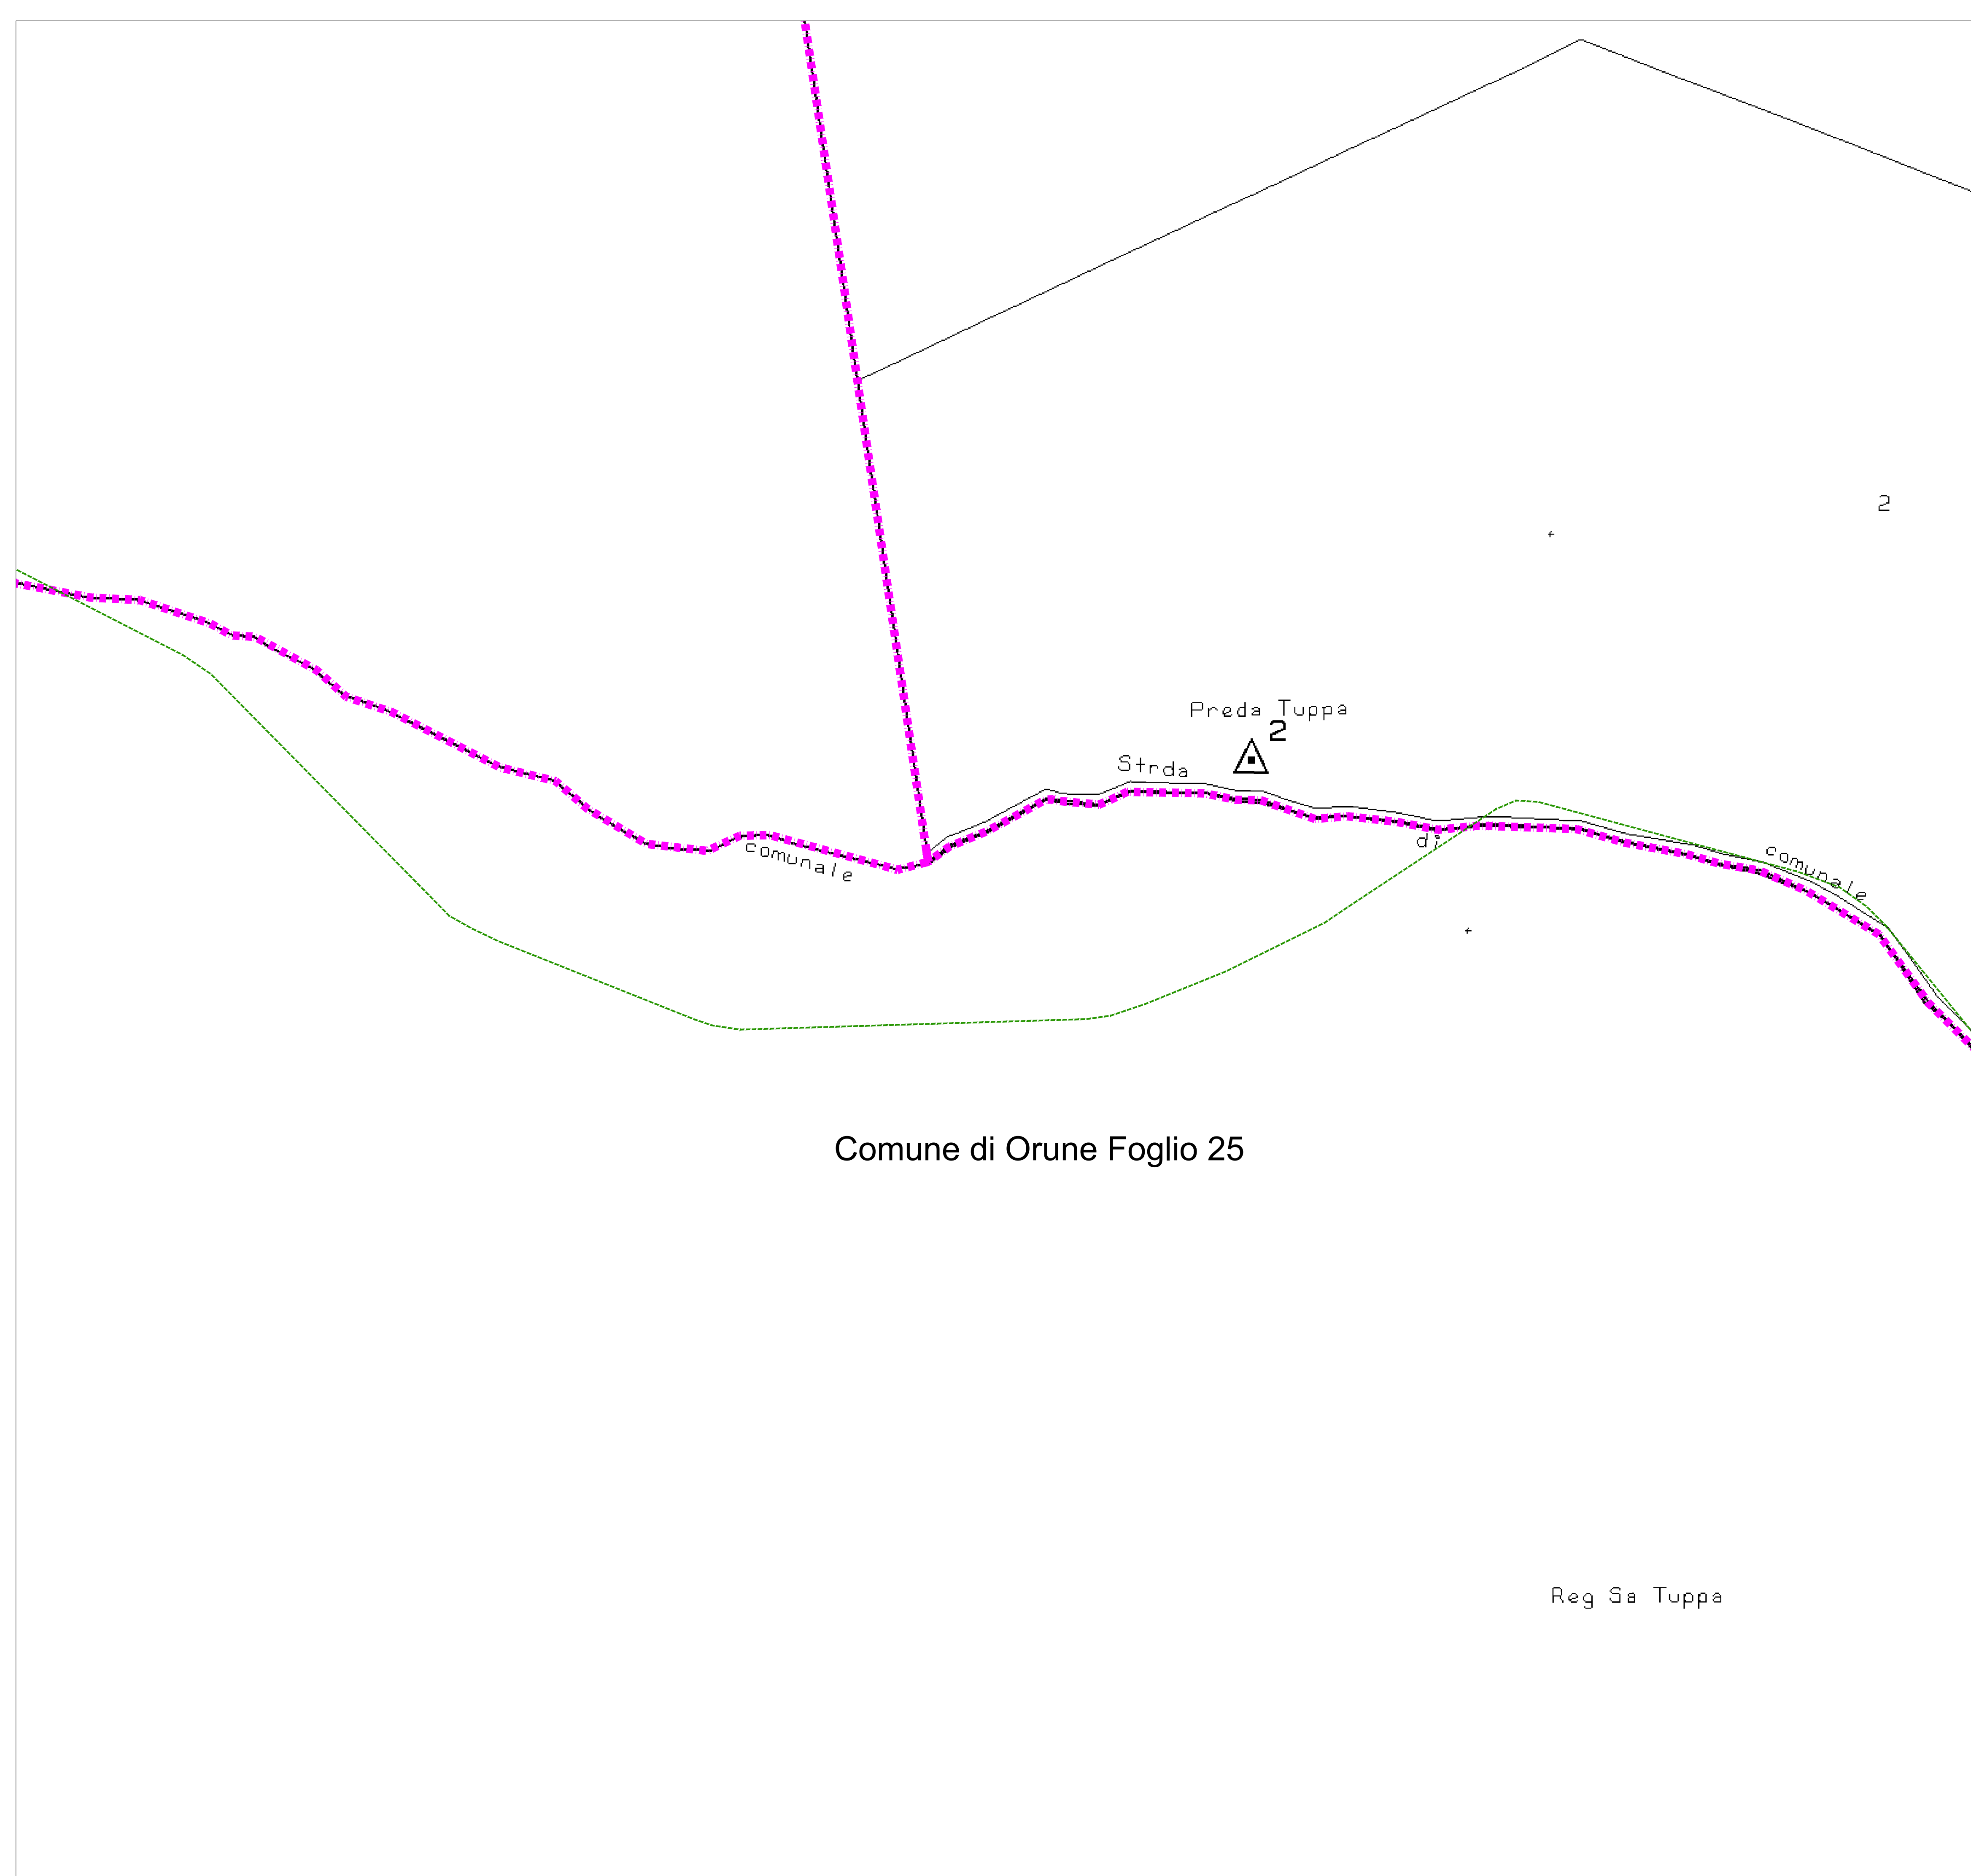 2
Preda Tuppa
2
Strda
di
comunale
comunale
Comune di Orune Foglio 25
Reg Sa Tuppa